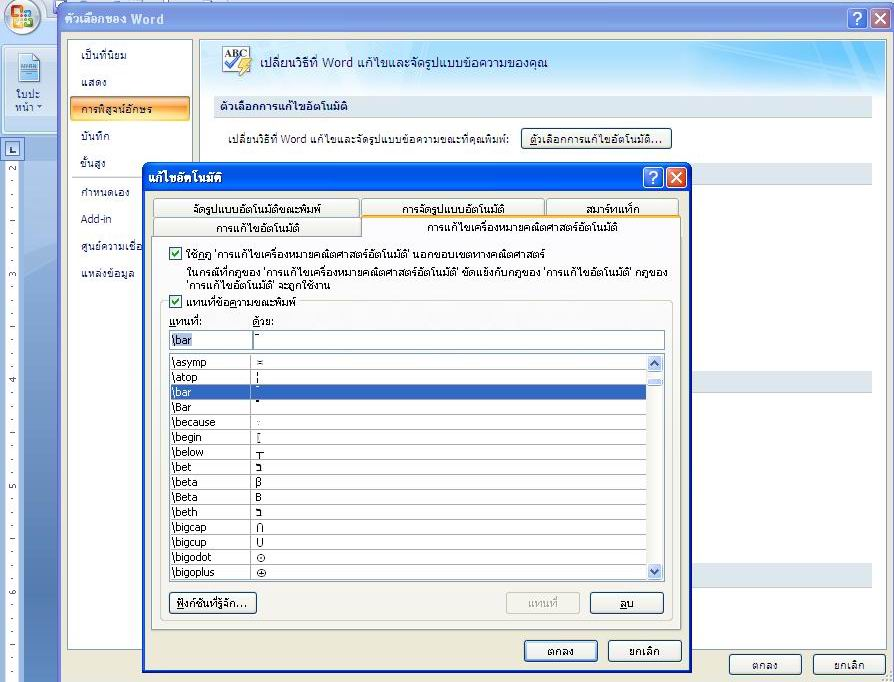 ตัวเลือกของ Word
ใบปะ
หน้า
เป็นที่นิยม
แสดง
การพิสูจน์อักษร
บันทึก
ขั้นสูง
กำหนดเอง
Add-in
ศูนย์ความเชื่อ
แหล่งข้อมูล
ABC
เปลี่ยนวิธีที่ Word แก้ไขและจัดรูปแบบข้อความของคุณ
ตัวเลือกการแก้ไขอัตโนมัติ
เปลี่ยนวิธีที่ Word แก้ไขและจัดรูปแบบข้อความขณะที่คุณพิมพ์: ตัวเลือกการแก้ไขอัตโนมัติ...
แก้ไขอัตโนมัติ
จัดรูปแบบอัตโนมัติขณะพิมพ์ การจัดรูปแบบอัตโนมัติ สมาร์ทแท็ก
การแก้ไขอัตโนมัติ การแก้ไขเครื่องหมายคณิตศาสตร์อัตโนมัติ
ใช้กฎ 'การแก้ไขเครื่องหมายคณิตศาสตร์อัตโนมัติ' นอกขอบเขตทางคณิตศาสตร์
ในกรณีที่กฎของ 'การแก้ไขเครื่องหมายคณิตศาสตร์อัตโนมัติ' ขัดแย้งกับกฎของ 'การแก้ไขอัตโนมัติ' กฎของ
'การแก้ไขอัตโนมัติ' จะถูกใช้งาน
แทนที่ข้อความขณะพิมพ์
แทนที่: ด้วย:
\bar ¯
\asymp ≍
\atop ¦
\bar ¯
\Bar
\because ∵
\begin 〖
\below ┬
\bet ב
\beta β
\Beta Β
\beth ב
\bigcap ⋂
\bigcup ⋃
\bigodot ⨀
\bigoplus ⨁
ฟังก์ชันที่รู้จัก... แทนที่ ลบ
ตกลง ยกเลิก
ตกลง ยกเลิก
2
3
4
5
6